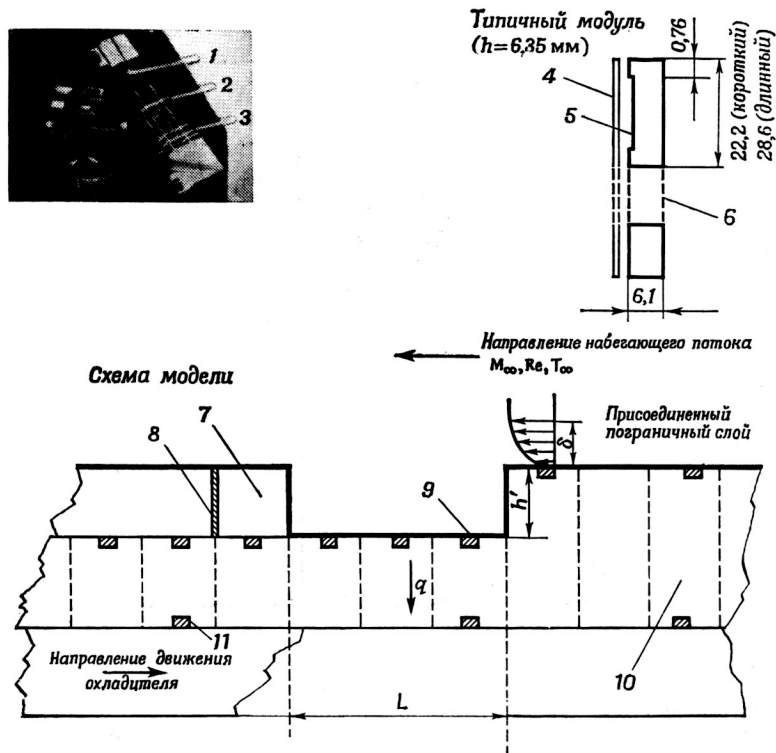 Типичный модуль
(h=6,35 мм)
1
2
3
4
5
6
0,76
22,2 (короткий)
28,6 (длинный)
6,1
Направление набегающего потока
M∞, Re, T∞
Схема модели
Присоединенный
пограничный слой
δ
7
8
9
h'
q
10
11
Направление движения
охладителя
L